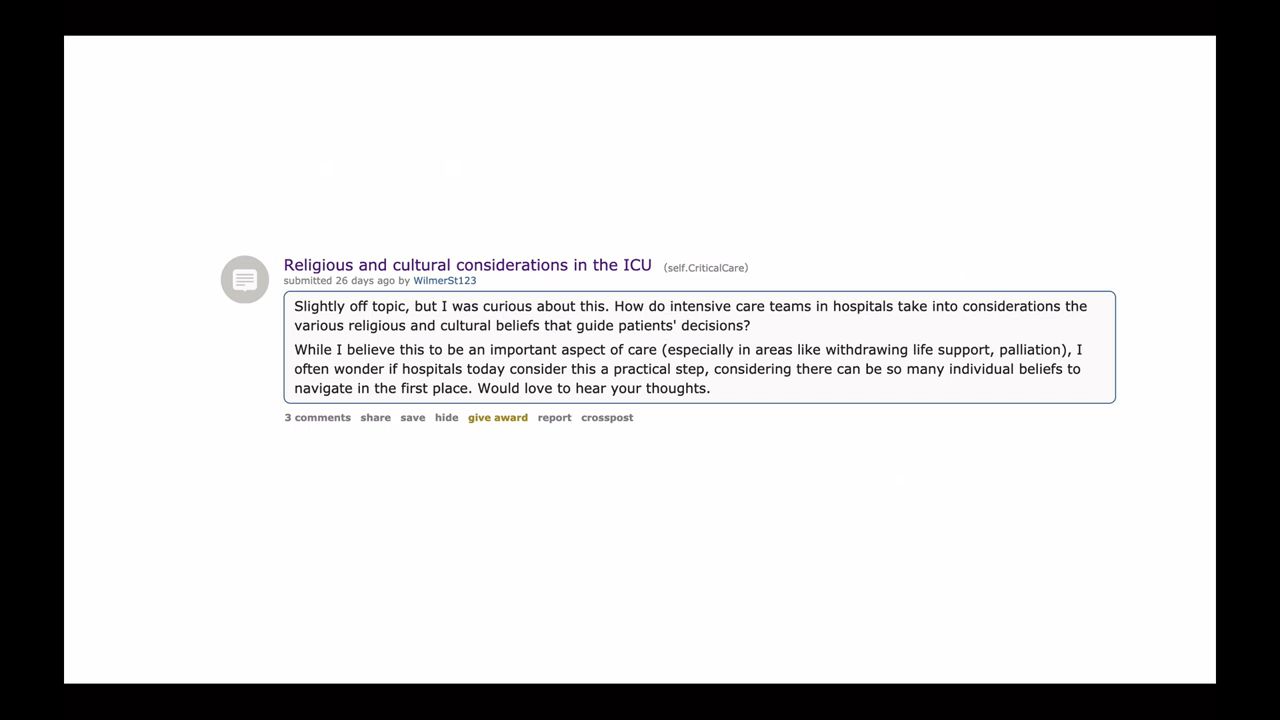 Religious and cultural considerations in the ICU (self.CriticalCare)
submitted 26 days ago by WilmerSt123
Slightly off topic, but I was curious about this. How do intensive care teams in hospitals take into considerations the
various religious and cultural beliefs that guide patients' decisions?
While I believe this to be an important aspect of care (especially in areas like withdrawing life support, palliation), I
often wonder if hospitals today consider this a practical step, considering there can be so many individual beliefs to
navigate in the first place. Would love to hear your thoughts.
3 comments share save hide give award report crosspost